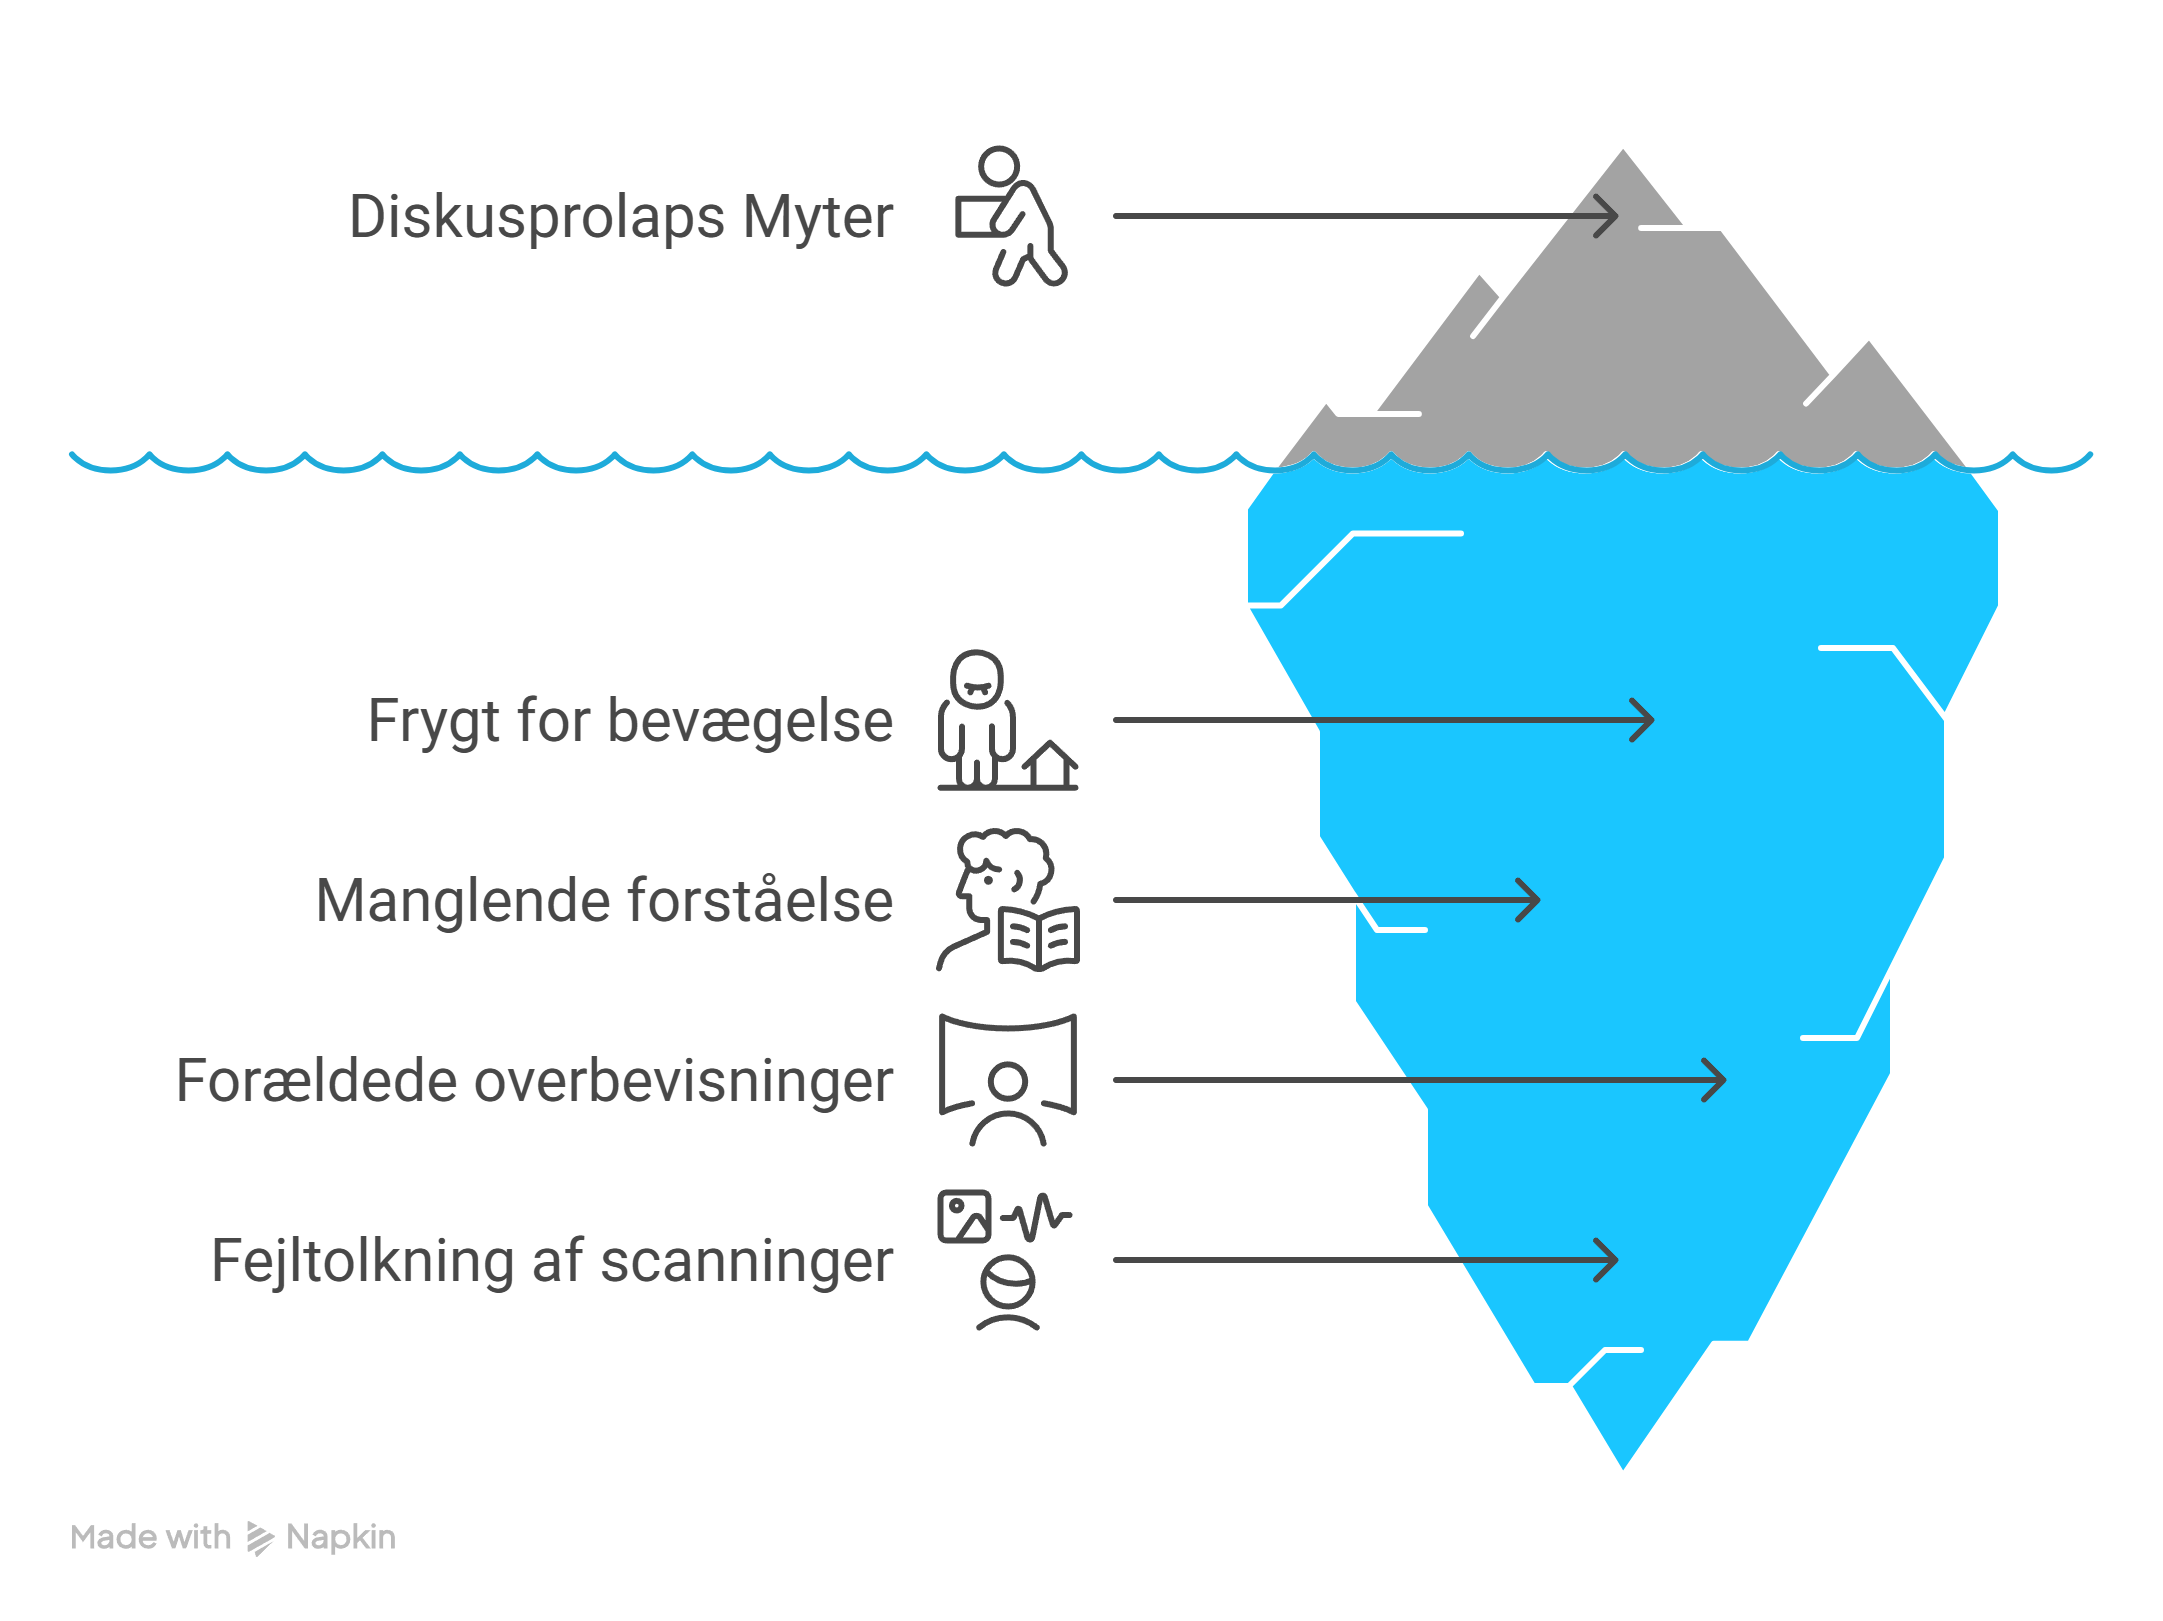 Diskusprolaps Myter
Frygt for bevægelse
Manglende forståelse
Forældede overbevisninger
Fejltolkning af scanninger
Made with Napkin